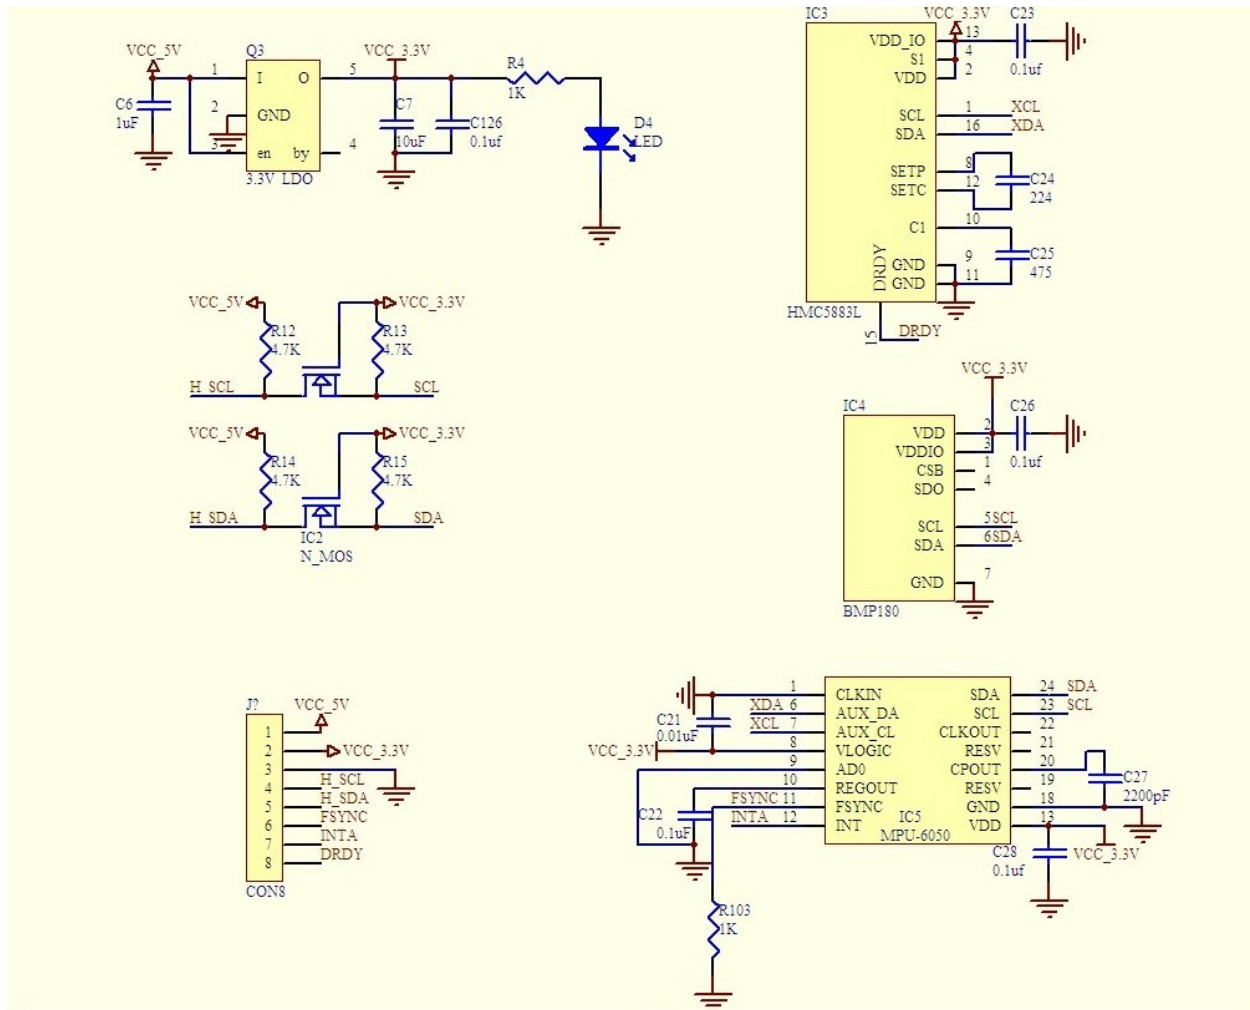 VCC_5V
Q3
VCC_3.3V
R4
1K
C6
1uF
1
I
O
5
2
GND
3
en
by
4
3.3V LDO
C7
10uF
C126
0.1uf
D4
LED
IC3
VCC_3.3V
C23
0.1uf
VDD_IO
13
S1
4
VDD
2
SCL
1
XCL
SDA
16
XDA
SETP
8
SETC
12
C24
224
C1
10
C25
475
GND
9
GND
11
DRDY
HMC5883L
15
DRDY
VCC_5V
VCC_3.3V
R12
4.7K
R13
4.7K
H_SCL
SCL
VCC_5V
VCC_3.3V
R14
4.7K
R15
4.7K
H_SDA
SDA
IC2
N_MOS
VCC_3.3V
IC4
C26
0.1uf
VDD
2
VDDIO
3
CSB
1
SDO
4
SCL
5
SCL
SDA
6
SDA
GND
7
BMP180
J?
VCC_5V
1
2
VCC_3.3V
3
4
H_SCL
5
H_SDA
6
FSYNC
7
INTA
8
DRDY
CON8
C21
0.01uF
VCC_3.3V
1
CLKIN
XDA
6
AUX_DA
XCL
7
AUX_CL
8
VLOGIC
9
AD0
10
REGOUT
FSYNC
11
FSYNC
INTA
12
INT
C22
0.1uF
IC5
MPU-6050
SDA
24
SDA
SCL
23
SCL
CLKOUT
22
RESV
21
CPOUT
20
RESV
19
GND
18
VDD
13
C27
2200pF
C28
0.1uf
VCC_3.3V
R103
1K